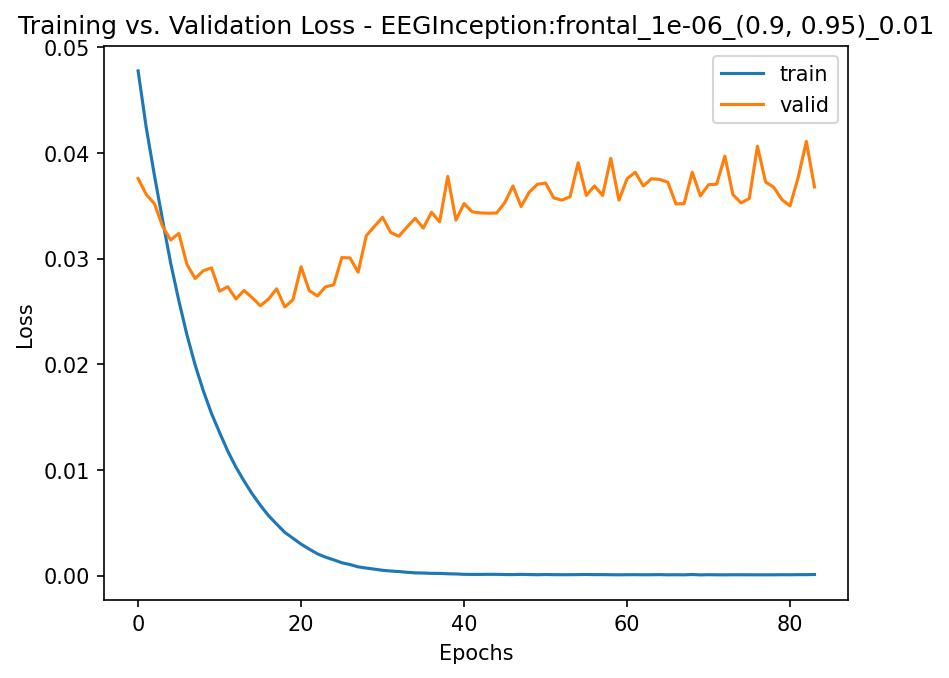 Training vs. Validation Loss - EEGInception:frontal_1e-06_(0.9, 0.95)_0.01
train
valid
0.05
0.04
0.03
0.02
0.01
0.00
Loss
0 20 40 60 80
Epochs